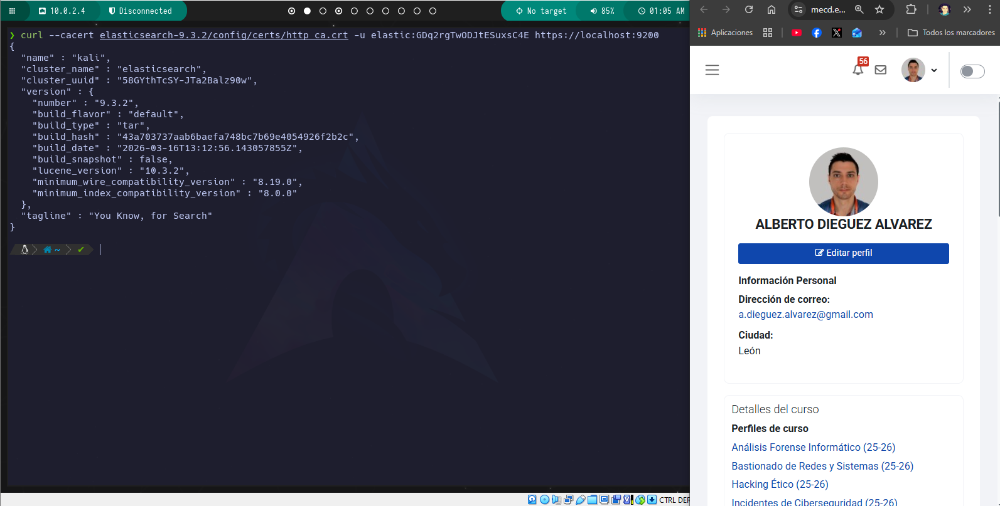 10.0.2.4
Disconnected
No target
85%
01:05 AM
❯ curl --cacert elasticsearch-9.3.2/config/certs/http_ca.crt -u elastic:GDq2rgTwODJtESuxsC4E https://localhost:9200
{
  "name" : "kali",
  "cluster_name" : "elasticsearch",
  "cluster_uuid" : "58GYthTcSY-JTa2Balz90w",
  "version" : {
    "number" : "9.3.2",
    "build_flavor" : "default",
    "build_type" : "tar",
    "build_hash" : "43a703737aab6baefa748bc7b69e4054926f2b2c",
    "build_date" : "2026-03-16T13:12:56.143057855Z",
    "build_snapshot" : false,
    "lucene_version" : "10.3.2",
    "minimum_wire_compatibility_version" : "8.19.0",
    "minimum_index_compatibility_version" : "8.0.0"
  },
  "tagline" : "You Know, for Search"
}
~
CTRL DER
mecd.e...
Aplicaciones
Todos los marcadores
56
ALBERTO DIEGUEZ ALVAREZ
Editar perfil
Información Personal
Dirección de correo:
a.dieguez.alvarez@gmail.com
Ciudad:
León
Detalles del curso
Perfiles de curso
Análisis Forense Informático (25-26)
Bastionado de Redes y Sistemas (25-26)
Hacking Ético (25-26)
Incidentes de Ciberseguridad (25-26)